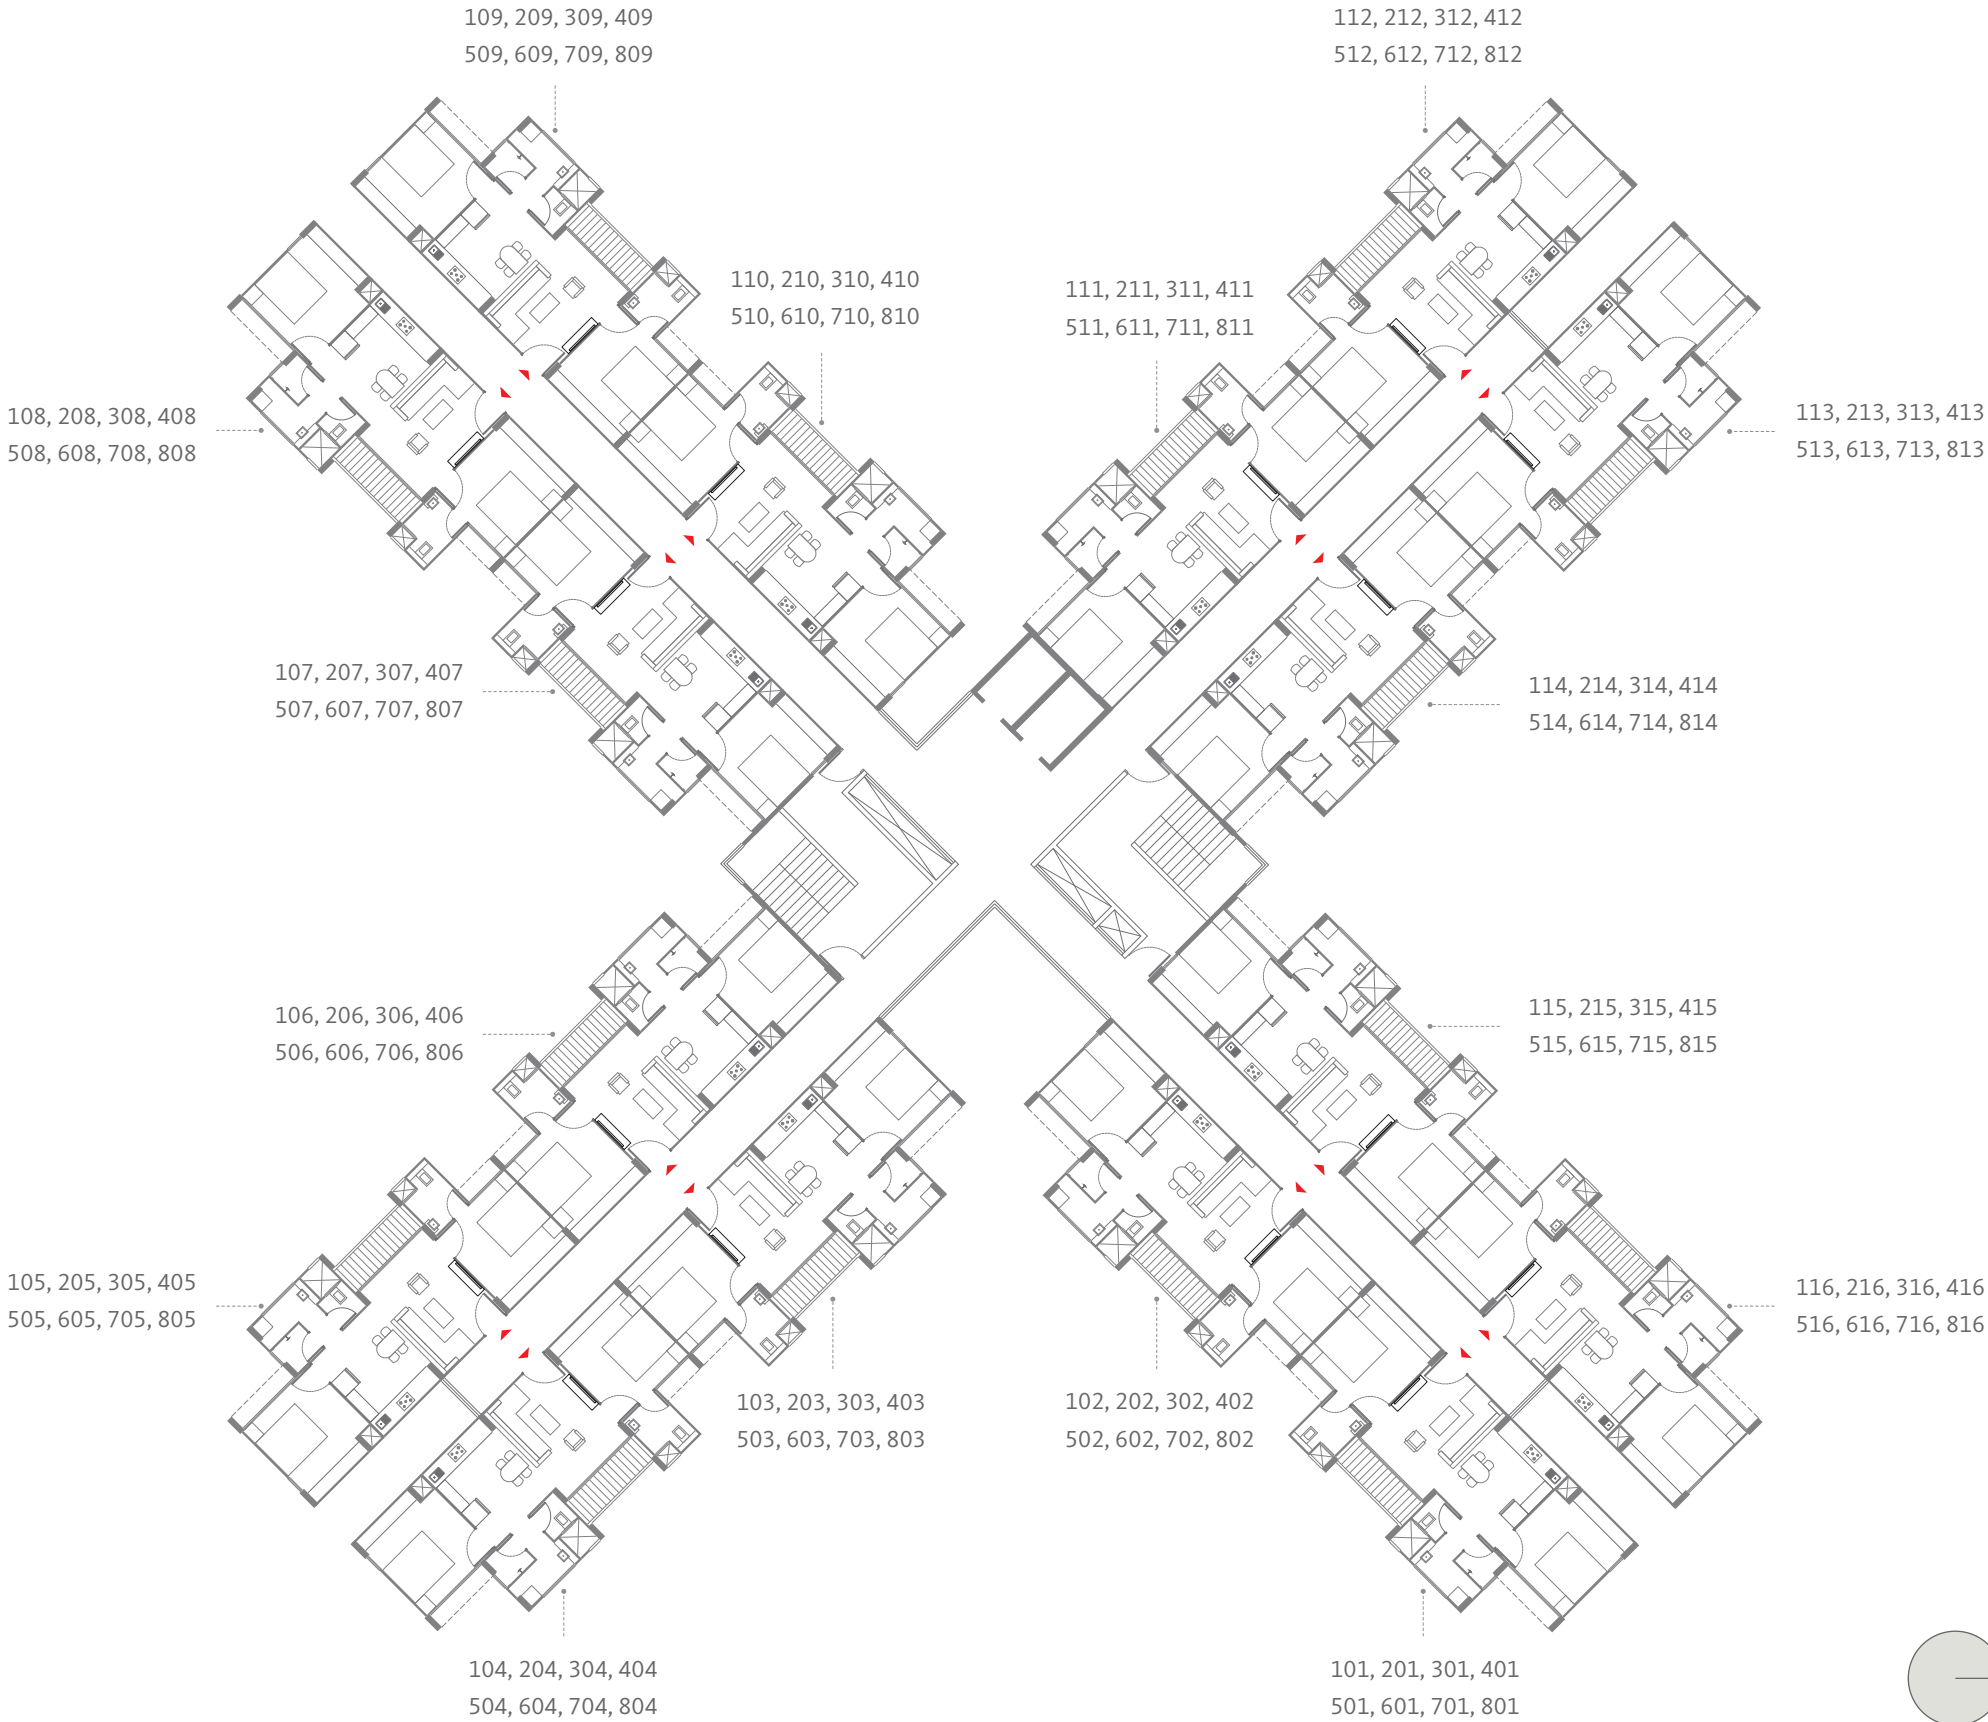 109, 209, 309, 409
509, 609, 709, 809
112, 212, 312, 412
512, 612, 712, 812
110, 210, 310, 410
510, 610, 710, 810
111, 211, 311, 411
511, 611, 711, 811
108, 208, 308, 408
508, 608, 708, 808
113, 213, 313, 413
513, 613, 713, 813
107, 207, 307, 407
507, 607, 707, 807
114, 214, 314, 414
514, 614, 714, 814
106, 206, 306, 406
506, 606, 706, 806
115, 215, 315, 415
515, 615, 715, 815
105, 205, 305, 405
505, 605, 705, 805
116, 216, 316, 416
516, 616, 716, 816
103, 203, 303, 403
503, 603, 703, 803
102, 202, 302, 402
502, 602, 702, 802
104, 204, 304, 404
504, 604, 704, 804
101, 201, 301, 401
501, 601, 701, 801